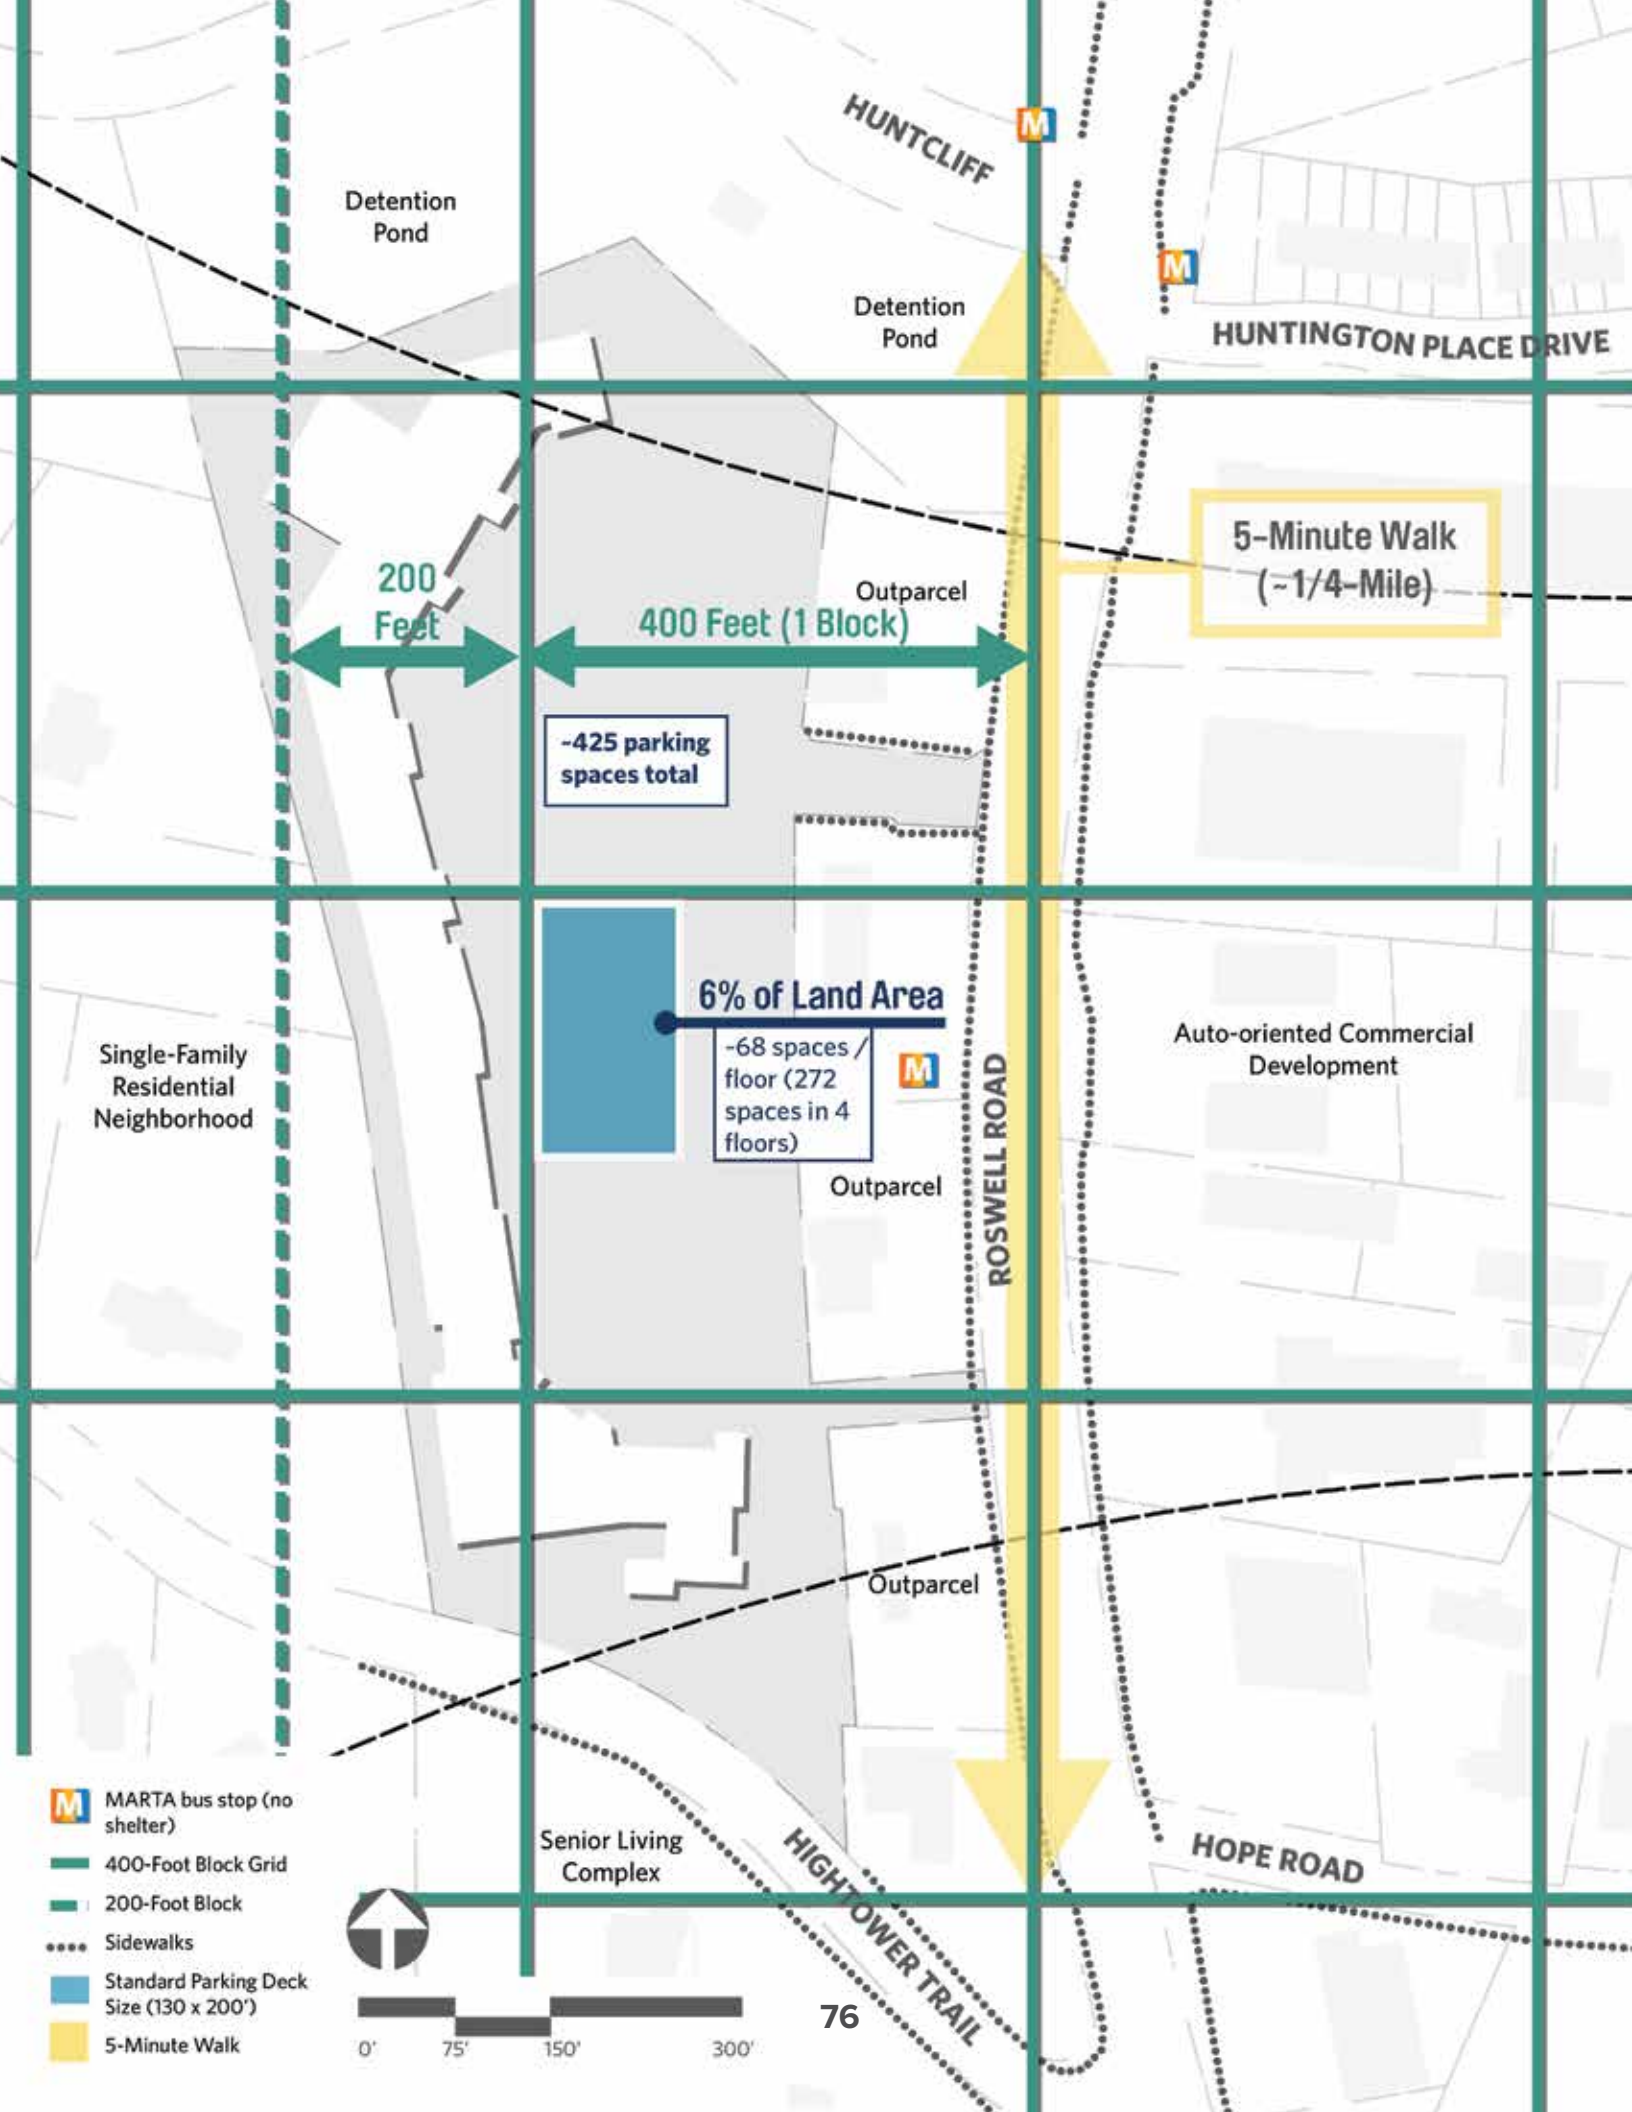 HUNTCLIFF
M
Detention
Pond
M
Detention
Pond
HUNTINGTON PLACE DRIVE
5-Minute Walk
(~1/4-Mile)
200
Feet
Outparcel
400 Feet (1 Block)
~425 parking
spaces total
6% of Land Area
~68 spaces /
floor (272
spaces in 4
floors)
M
Single-Family
Residential
Neighborhood
Auto-oriented Commercial
Development
ROSWELL ROAD
Outparcel
Outparcel
Senior Living
Complex
HIGHTOWER TRAIL
HOPE ROAD
M
MARTA bus stop (no
shelter)
400-Foot Block Grid
200-Foot Block
Sidewalks
Standard Parking Deck
Size (130 x 200')
5-Minute Walk
0' 75' 150' 300'
76